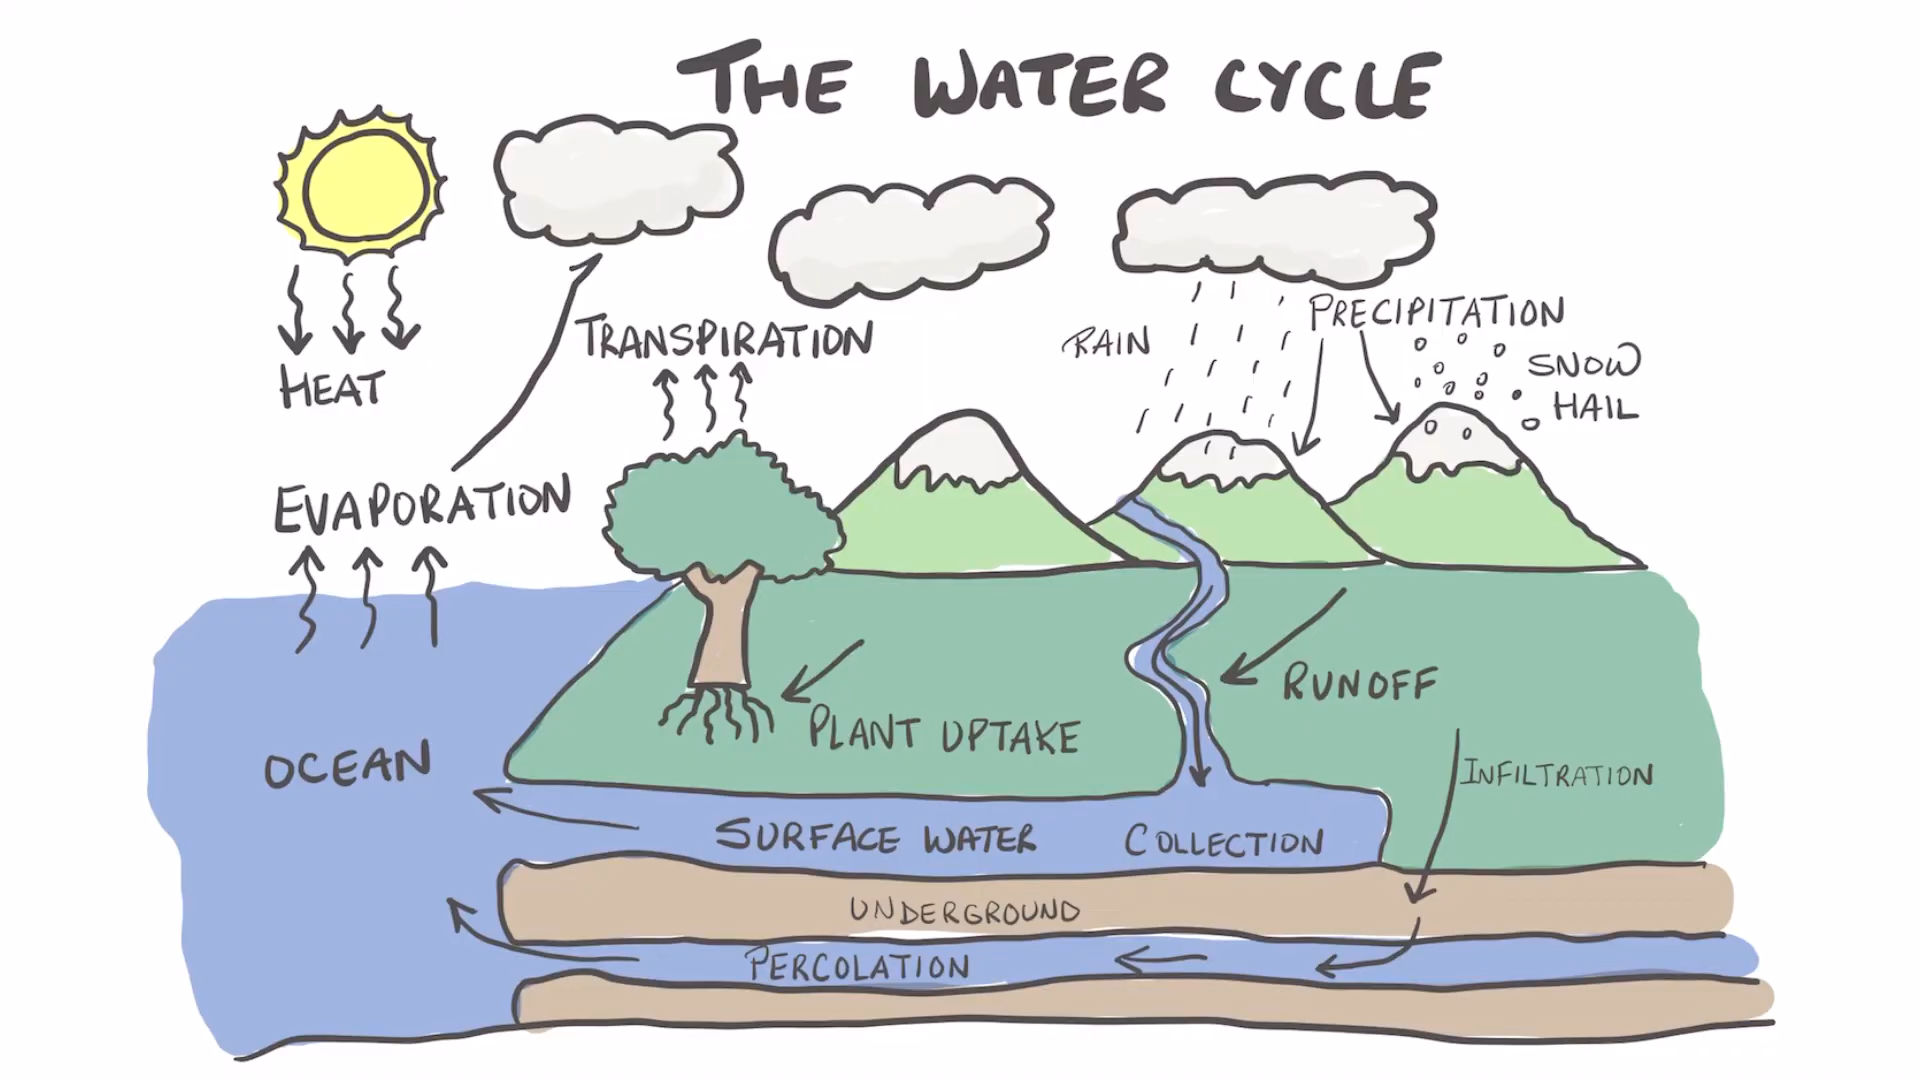 THE WATER CYCLE
HEAT
TRANSPIRATION
RAIN
PRECIPITATION
SNOW
HAIL
EVAPORATION
RUNOFF
PLANT UPTAKE
OCEAN
INFILTRATION
SURFACE WATER COLLECTION
UNDERGROUND
PERCOLATION